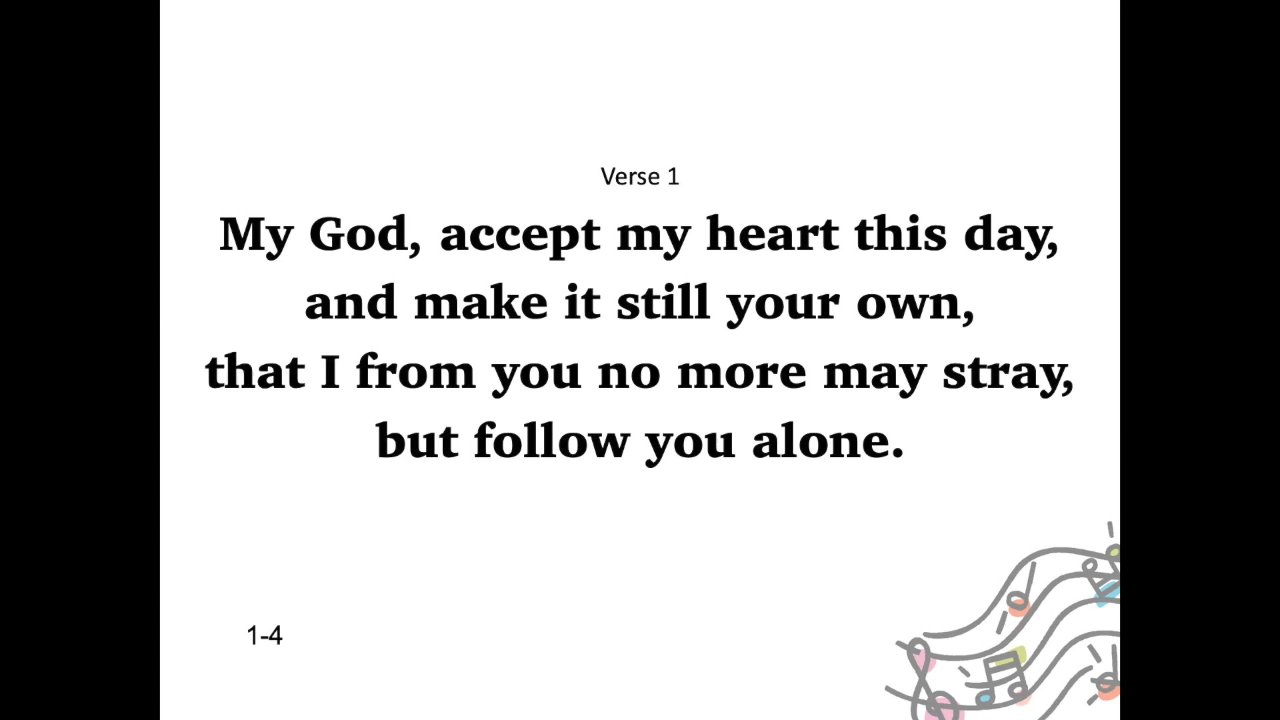 Verse 1
My God, accept my heart this day,
and make it still your own,
that I from you no more may stray,
but follow you alone.
1-4